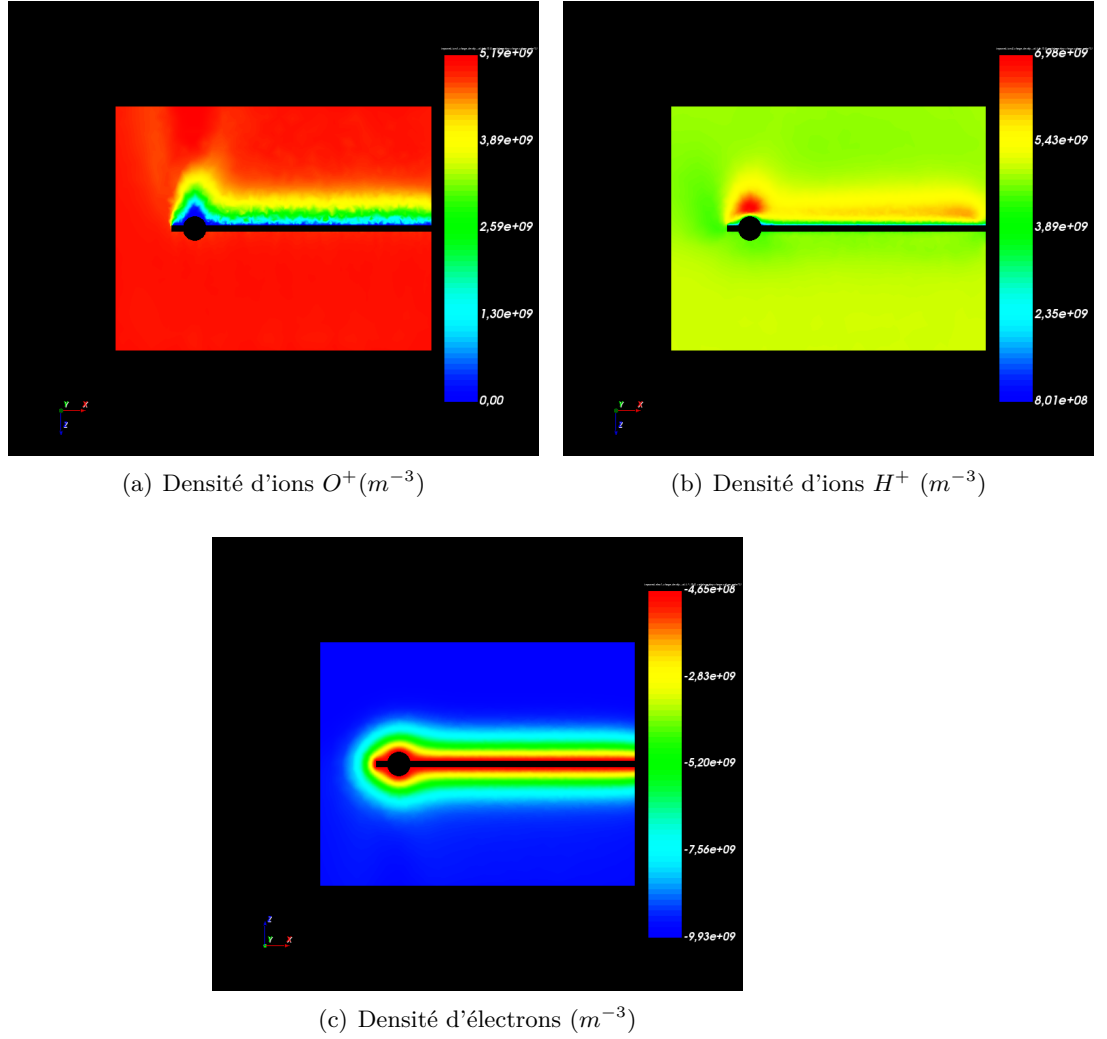 5,19e+09
3,89e+09
2,59e+09
1,30e+09
0,00
Y X
Z
(a) Densité d'ions O⁺(m⁻³)
6,98e+09
5,43e+09
3,89e+09
2,35e+09
8,01e+08
Y X
Z
(b) Densité d'ions H⁺ (m⁻³)
-4,65e+08
-2,83e+09
-5,20e+09
-7,56e+09
-9,93e+09
Z
Y X
(c) Densité d'électrons (m⁻³)